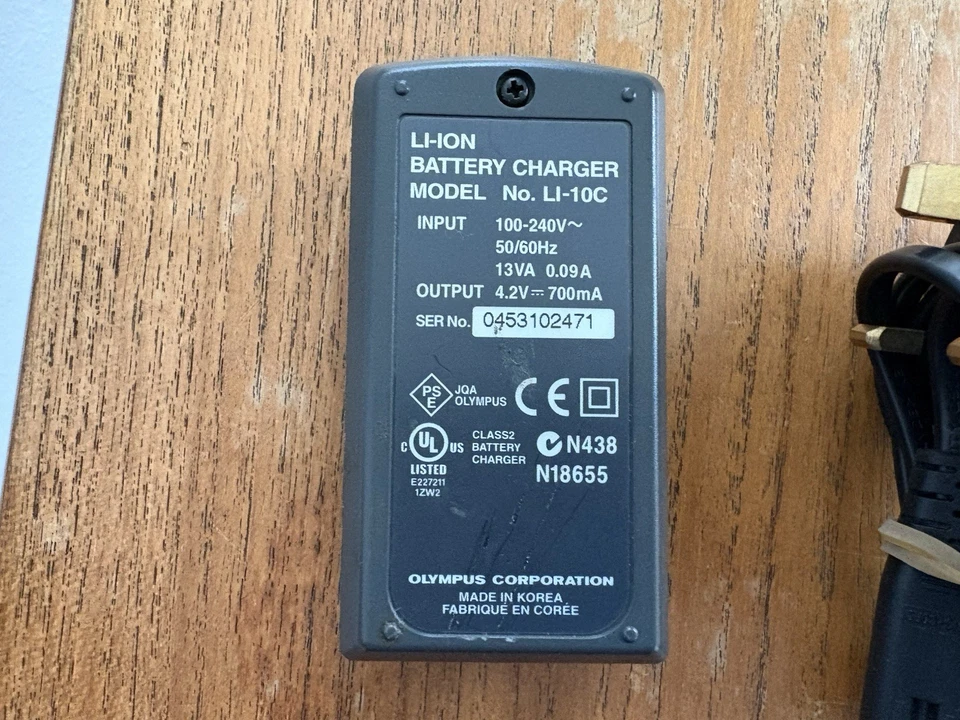 LI-ION
BATTERY CHARGER
MODEL No. LI-10C
INPUT 100-240V~
50/60Hz
13VA 0.09A
OUTPUT 4.2V⎓700mA
SER No. 0453102471
PS
E
JQA
OLYMPUS
CE
C UL US
LISTED
E227211
1ZW2
CLASS2
BATTERY
CHARGER
N438
N18655
OLYMPUS CORPORATION
MADE IN KOREA
FABRIQUÉ EN CORÉE